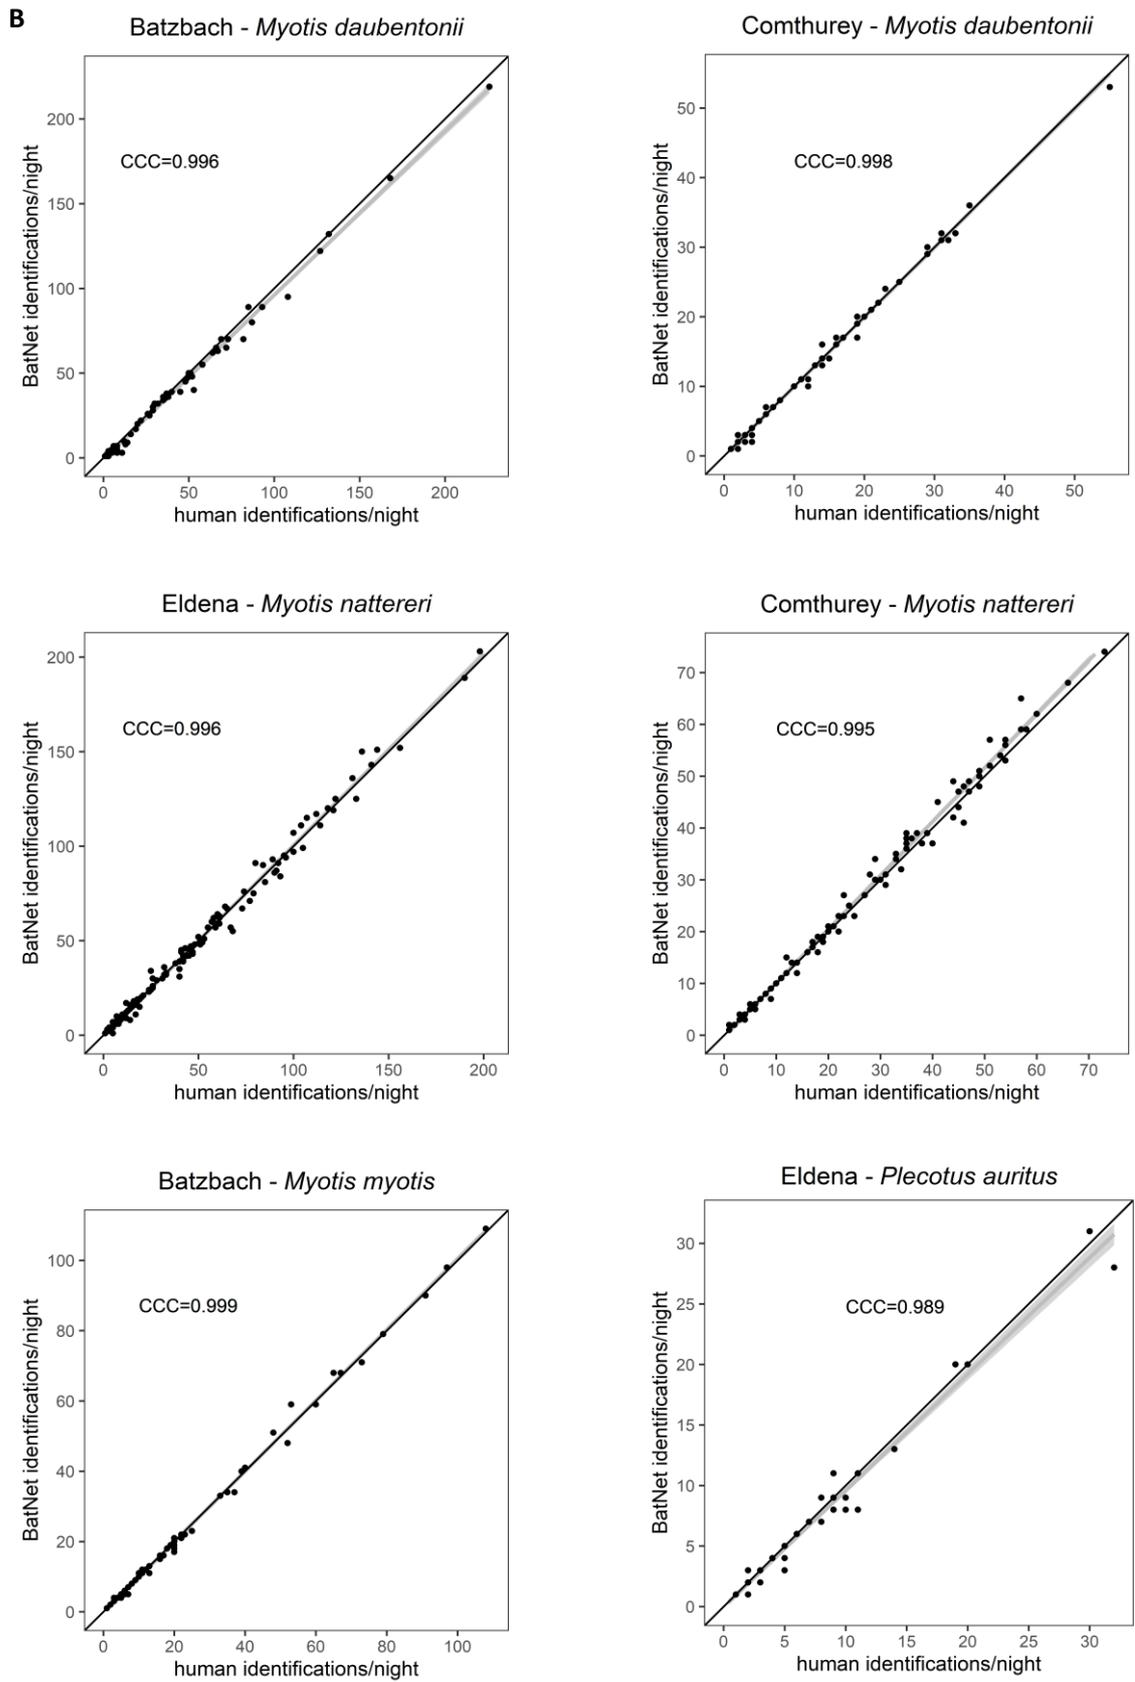 B
Batzbach - Myotis daubentonii
BatNet identifications/night
200
150
100
50
0
CCC=0.996
0 50 100 150 200
human identifications/night
Comthurey - Myotis daubentonii
BatNet identifications/night
50
40
30
20
10
0
CCC=0.998
0 10 20 30 40 50
human identifications/night
Eldena - Myotis nattereri
BatNet identifications/night
200
150
100
50
0
CCC=0.996
0 50 100 150 200
human identifications/night
Comthurey - Myotis nattereri
BatNet identifications/night
70
60
50
40
30
20
10
0
CCC=0.995
0 10 20 30 40 50 60 70
human identifications/night
Batzbach - Myotis myotis
BatNet identifications/night
100
80
60
40
20
0
CCC=0.999
0 20 40 60 80 100
human identifications/night
Eldena - Plecotus auritus
BatNet identifications/night
30
25
20
15
10
5
0
CCC=0.989
0 5 10 15 20 25 30
human identifications/night